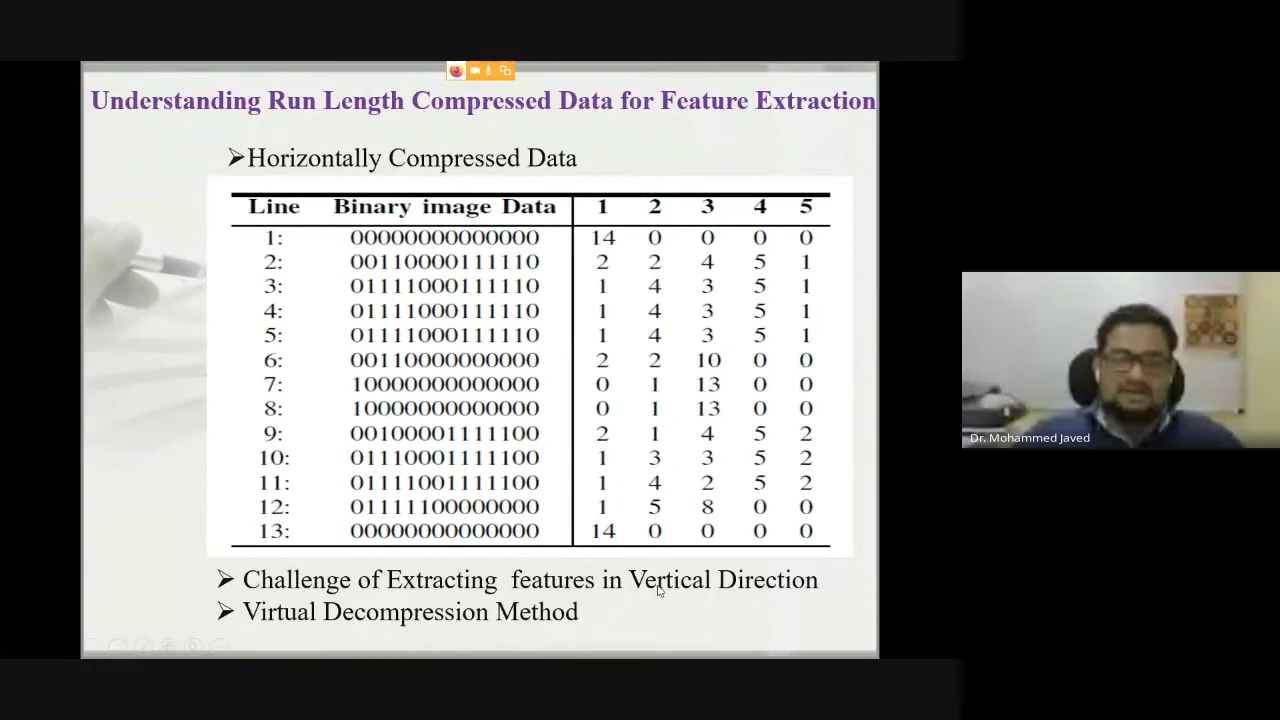 Understanding Run Length Compressed Data for Feature Extraction
➤Horizontally Compressed Data
Line Binary image Data 1 2 3 4 5
1: 00000000000000 14 0 0 0 0
2: 00110000111110 2 2 4 5 1
3: 01111000111110 1 4 3 5 1
4: 01111000111110 1 4 3 5 1
5: 01111000111110 1 4 3 5 1
6: 00110000000000 2 2 10 0 0
7: 10000000000000 0 1 13 0 0
8: 10000000000000 0 1 13 0 0
9: 00100001111100 2 1 4 5 2
10: 01110001111100 1 3 3 5 2
11: 01111001111100 1 4 2 5 2
12: 01111100000000 1 5 8 0 0
13: 00000000000000 14 0 0 0 0
➤ Challenge of Extracting features in Vertical Direction
➤ Virtual Decompression Method
Dr. Mohammed Javed